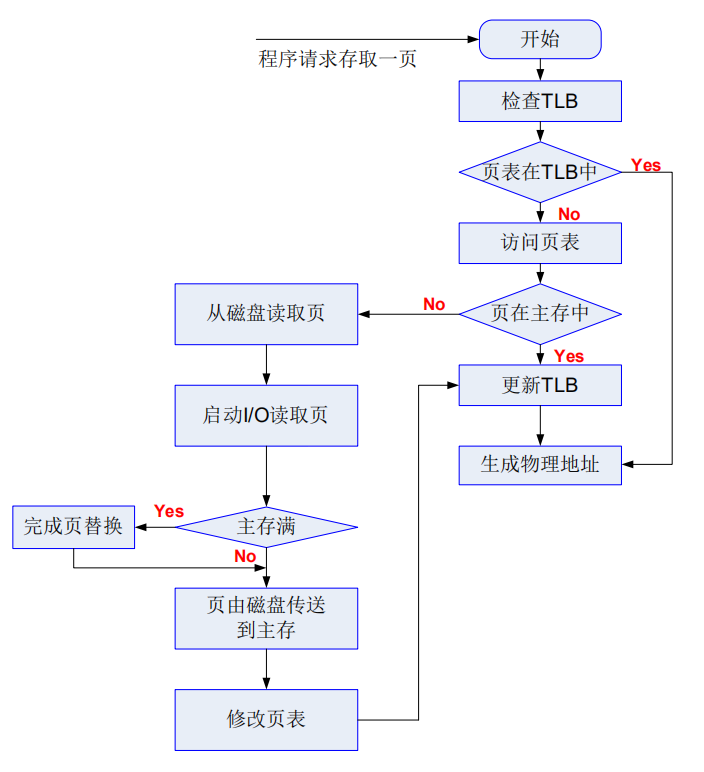 开始
程序请求存取一页
检查TLB
页表在TLB中
Yes
No
访问页表
页在主存中
No
Yes
从磁盘读取页
启动I/O读取页
主存满
Yes
完成页替换
No
页由磁盘传送
到主存
修改页表
更新TLB
生成物理地址